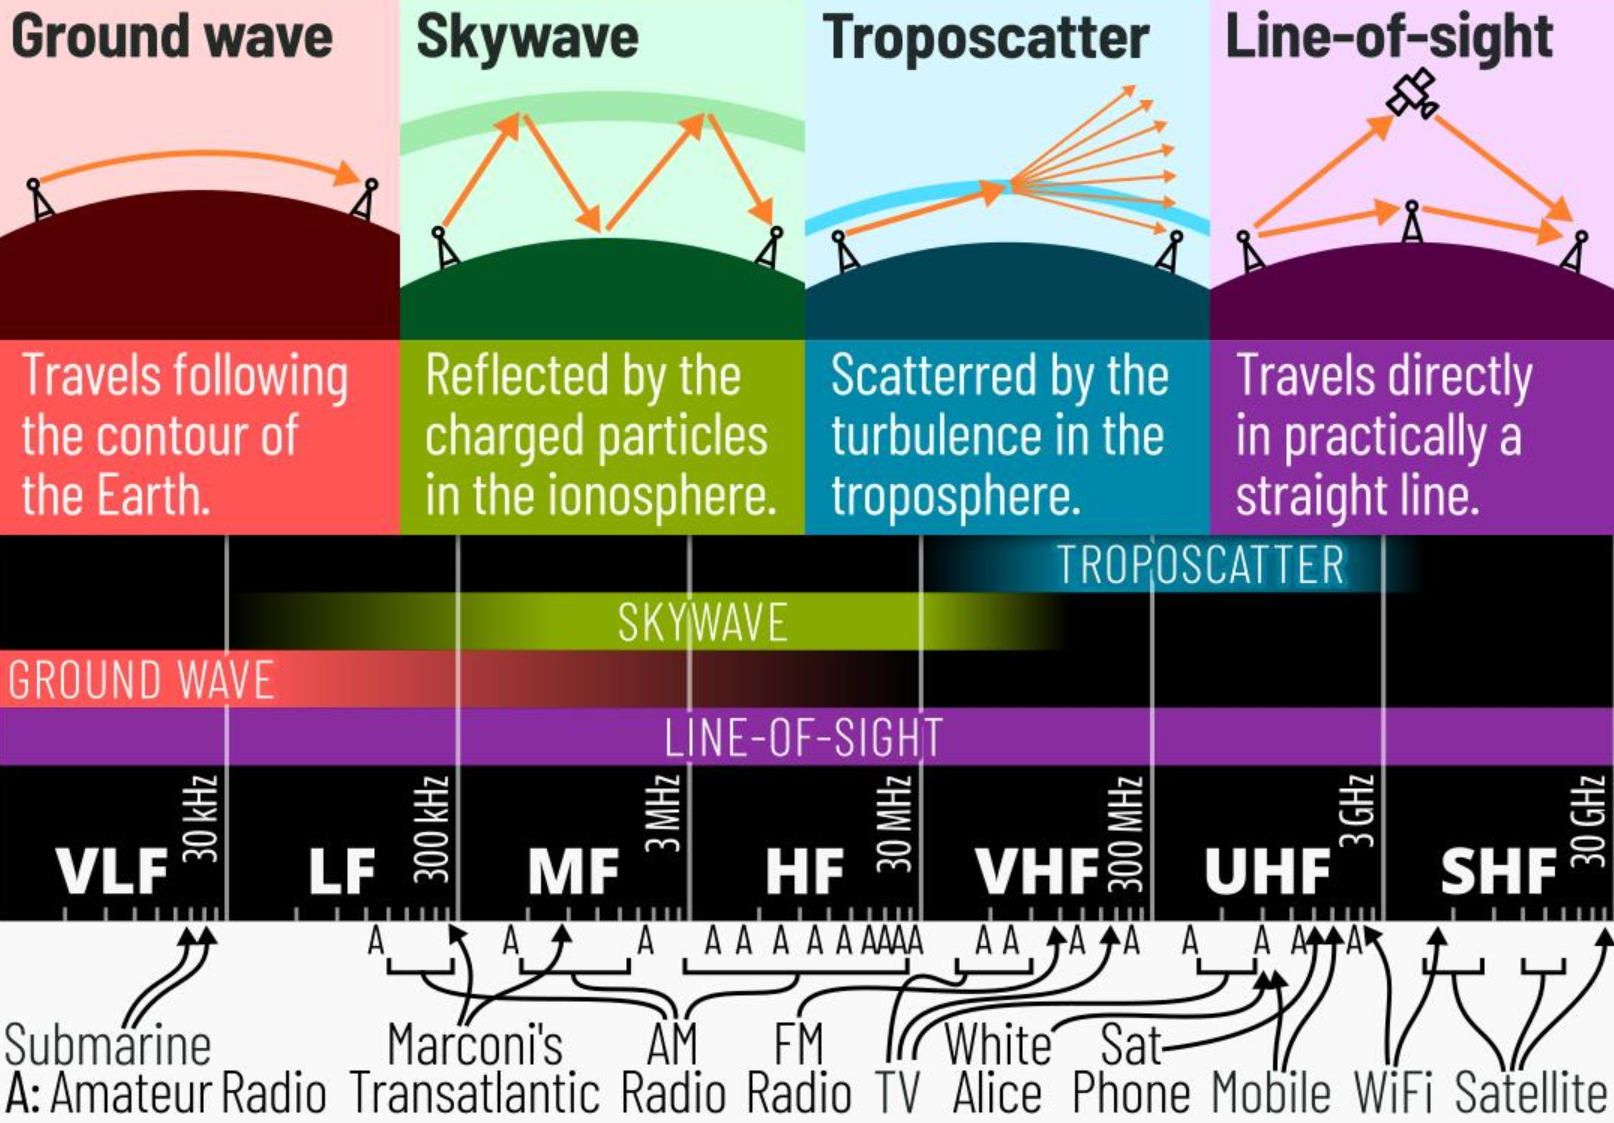 Ground wave
Skywave
Troposcatter
Line-of-sight
Travels following
the contour of
the Earth.
Reflected by the
charged particles
in the ionosphere.
Scatterred by the
turbulence in the
troposphere.
Travels directly
in practically a
straight line.
TROPOSCATTER
SKYWAVE
GROUND WAVE
LINE-OF-SIGHT
VLF 30 kHz LF 300 kHz MF 3 MHz HF 30 MHz VHF 300 MHz UHF 3 GHz SHF 30 GHz
A A A A A A A A A A A A A A A A A A A A
Submarine
A: Amateur Radio
Marconi's
Transatlantic
AM
Radio
FM
Radio
TV
White
Alice
Sat
Phone
Mobile
WiFi
Satellite